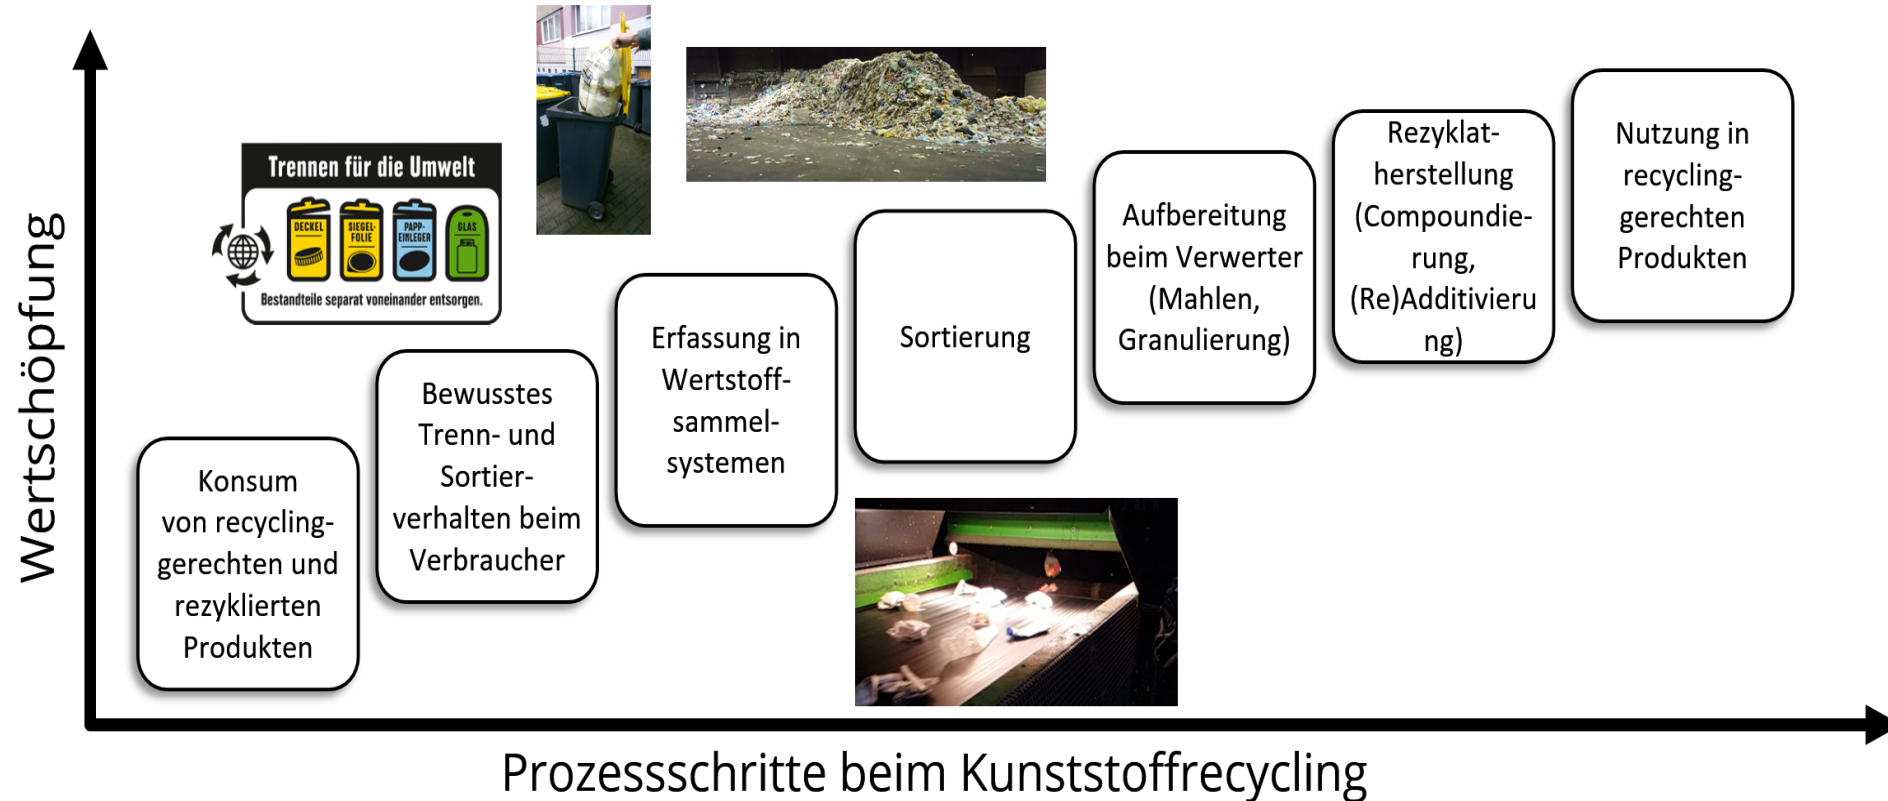 Wertschöpfung
Trennen für die Umwelt
DECKEL
SIEGEL-
FOLIE
PAPP-
EINLEGER
GLAS
Bestandteile separat voneinander entsorgen.
Konsum
von recycling-
gerechten und
rezyklierten
Produkten
Bewusstes
Trenn- und
Sortier-
verhalten beim
Verbraucher
Erfassung in
Wertstoff-
sammel-
systemen
Sortierung
Aufbereitung
beim Verwerter
(Mahlen,
Granulierung)
Rezyklat-
herstellung
(Compoundie-
rung,
(Re)Additivieru
ng)
Nutzung in
recycling-
gerechten
Produkten
Prozessschritte beim Kunststoffrecycling